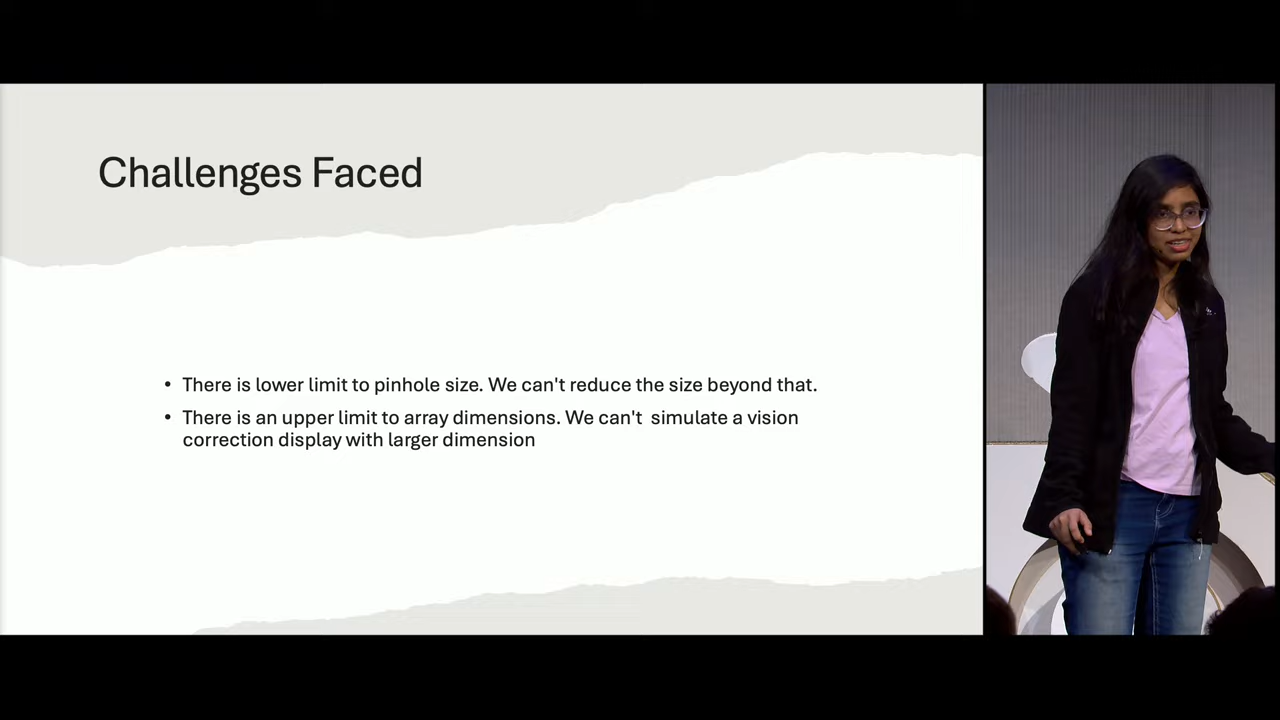 Challenges Faced
• There is lower limit to pinhole size. We can't reduce the size beyond that.
• There is an upper limit to array dimensions. We can't  simulate a vision
correction display with larger dimension